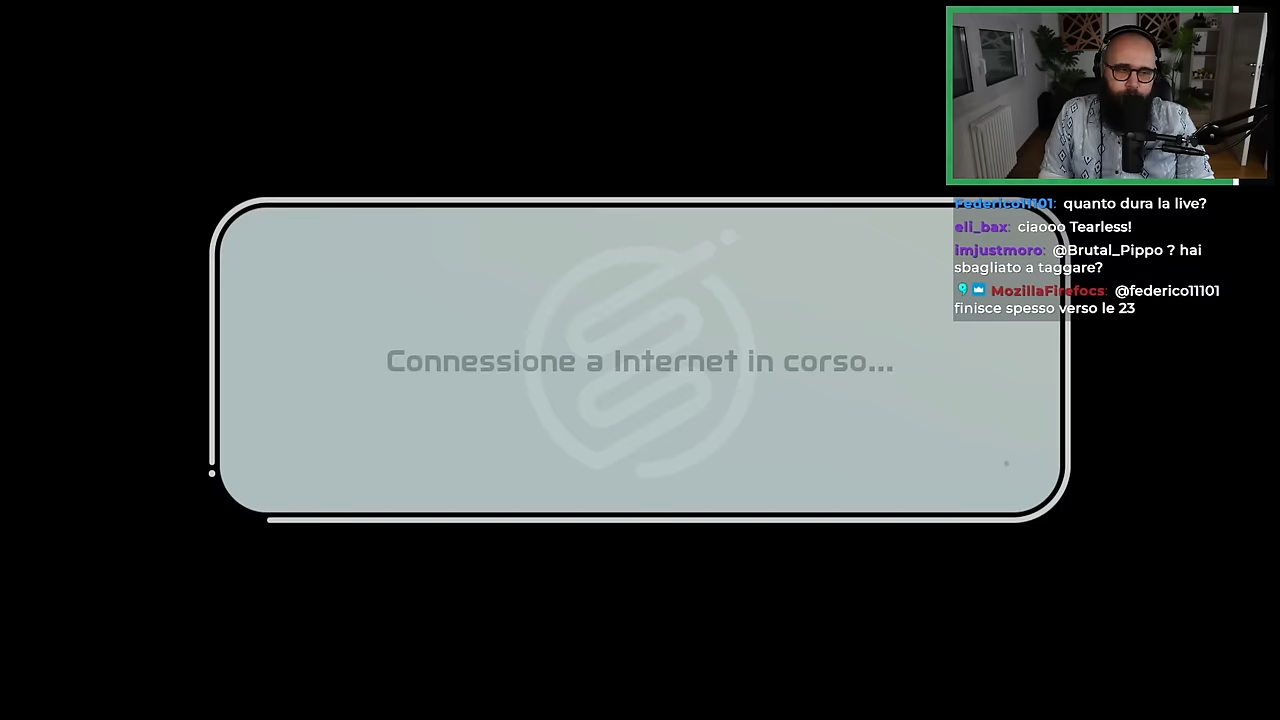 Federico11101: quanto dura la live?
eli_bax: ciaooo Tearless!
imjustmoro: @Brutal_Pippo ? hai
sbagliato a taggare?
MozillaFirefocs: @federico11101
finisce spesso verso le 23
Connessione a Internet in corso...